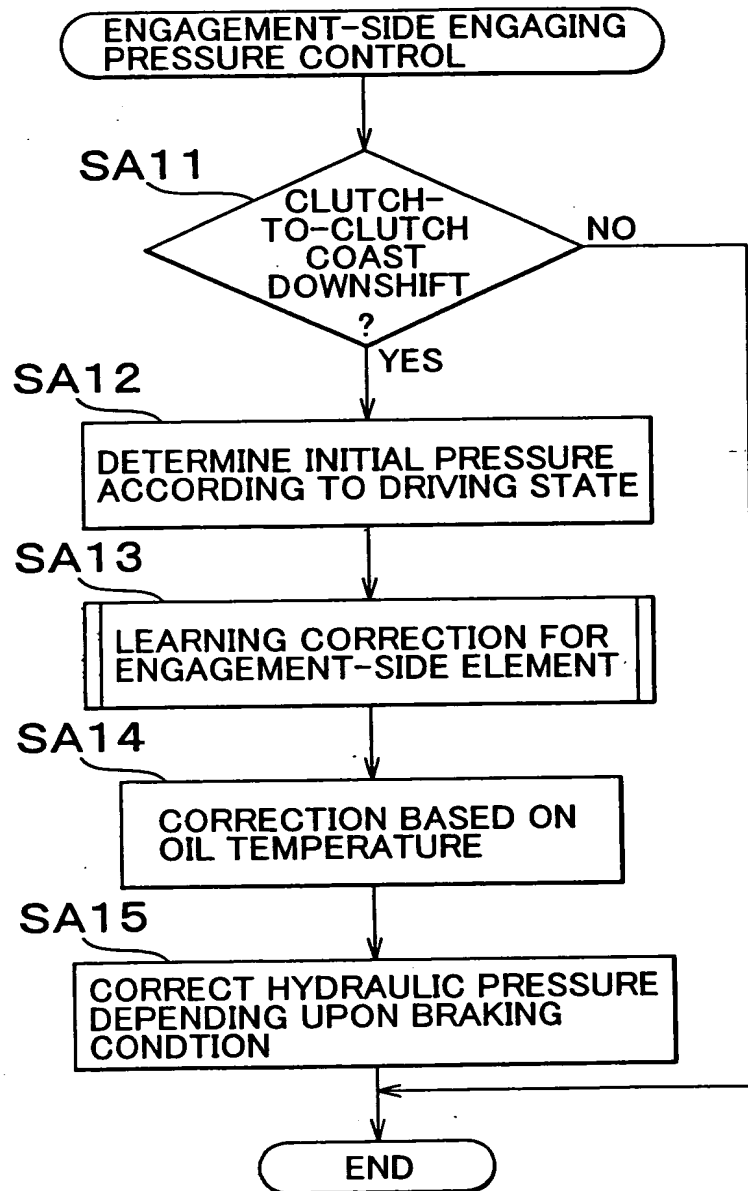 ENGAGEMENT-SIDE ENGAGING
PRESSURE CONTROL
SA11
CLUTCH-
TO-CLUTCH
COAST
DOWNSHIFT
?
NO
YES
SA12
DETERMINE INITIAL PRESSURE
ACCORDING TO DRIVING STATE
SA13
LEARNING CORRECTION FOR
ENGAGEMENT-SIDE ELEMENT
SA14
CORRECTION BASED ON
OIL TEMPERATURE
SA15
CORRECT HYDRAULIC PRESSURE
DEPENDING UPON BRAKING
CONDTION
END